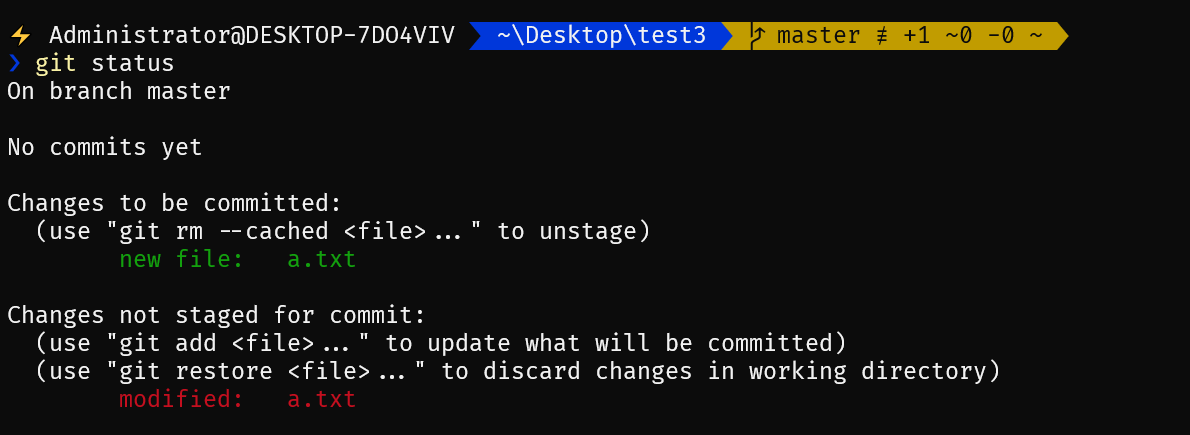 ⚡ Administrator@DESKTOP-7DO4VIV ~\Desktop\test3 master ≢ +1 ~0 -0 ~
❯ git status
On branch master
No commits yet
Changes to be committed:
  (use "git rm --cached <file>..." to unstage)
        new file:   a.txt
Changes not staged for commit:
  (use "git add <file>..." to update what will be committed)
  (use "git restore <file>..." to discard changes in working directory)
        modified:   a.txt